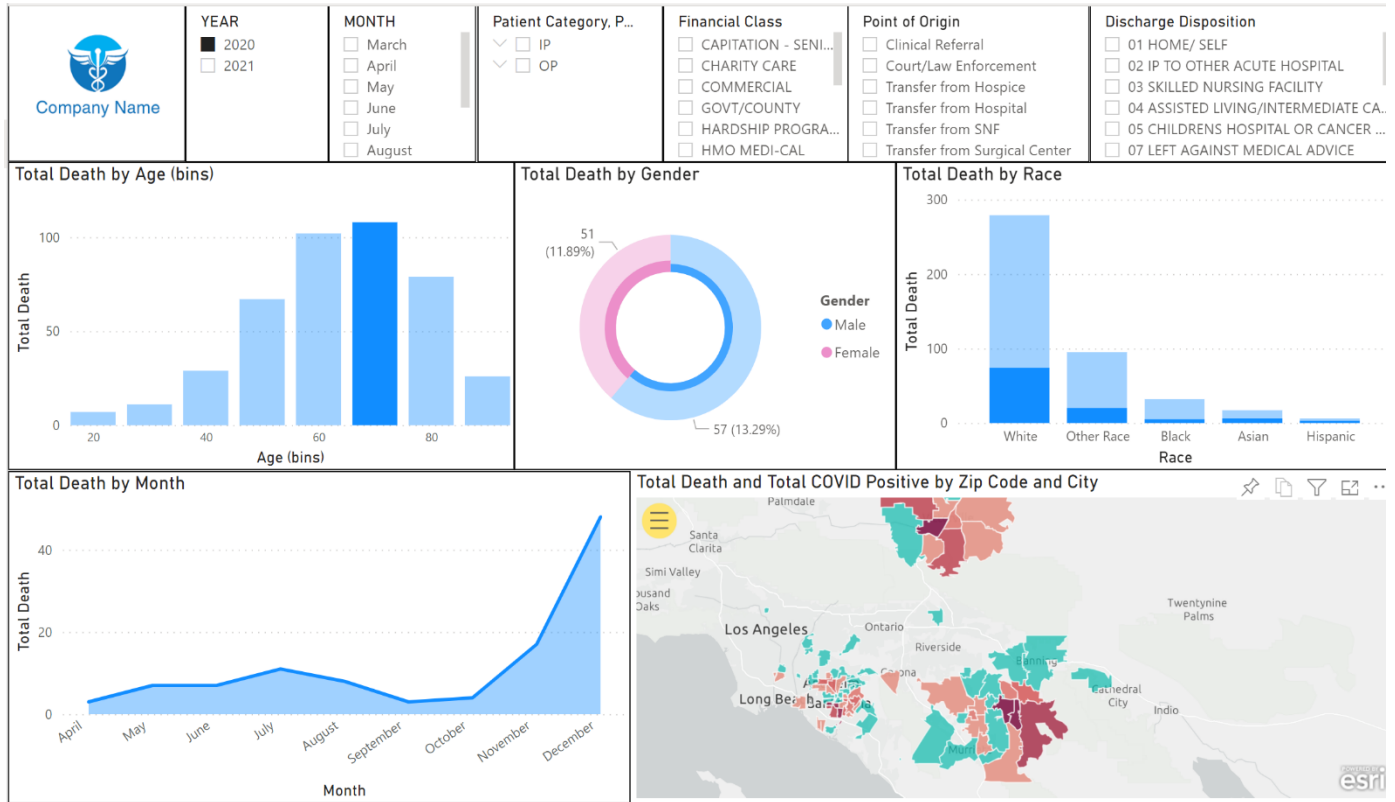 Company Name
YEAR
2020
2021
MONTH
March
April
May
June
July
August
Patient Category, P...
IP
OP
Financial Class
CAPITATION - SENI...
CHARITY CARE
COMMERCIAL
GOVT/COUNTY
HARDSHIP PROGRA...
HMO MEDI-CAL
Point of Origin
Clinical Referral
Court/Law Enforcement
Transfer from Hospice
Transfer from Hospital
Transfer from SNF
Transfer from Surgical Center
Discharge Disposition
01 HOME/ SELF
02 IP TO OTHER ACUTE HOSPITAL
03 SKILLED NURSING FACILITY
04 ASSISTED LIVING/INTERMEDIATE CA...
05 CHILDRENS HOSPITAL OR CANCER ...
07 LEFT AGAINST MEDICAL ADVICE
Total Death by Age (bins)
Total Death
100
50
0
20
40
60
80
Age (bins)
Total Death by Gender
51
(11.89%)
57 (13.29%)
Gender
Male
Female
Total Death by Race
Total Death
300
200
100
0
White
Other Race
Black
Asian
Hispanic
Race
Total Death by Month
Total Death
40
20
0
April
May
June
July
August
September
October
November
December
Month
Total Death and Total COVID Positive by Zip Code and City
Palmdale
Santa
Clarita
Simi Valley
ousand
Oaks
Los Angeles
Ontario
Riverside
Twentynine
Palms
Banning
Long Beach
Cathedral
City
Indio
Murri
POWERED BY
esri